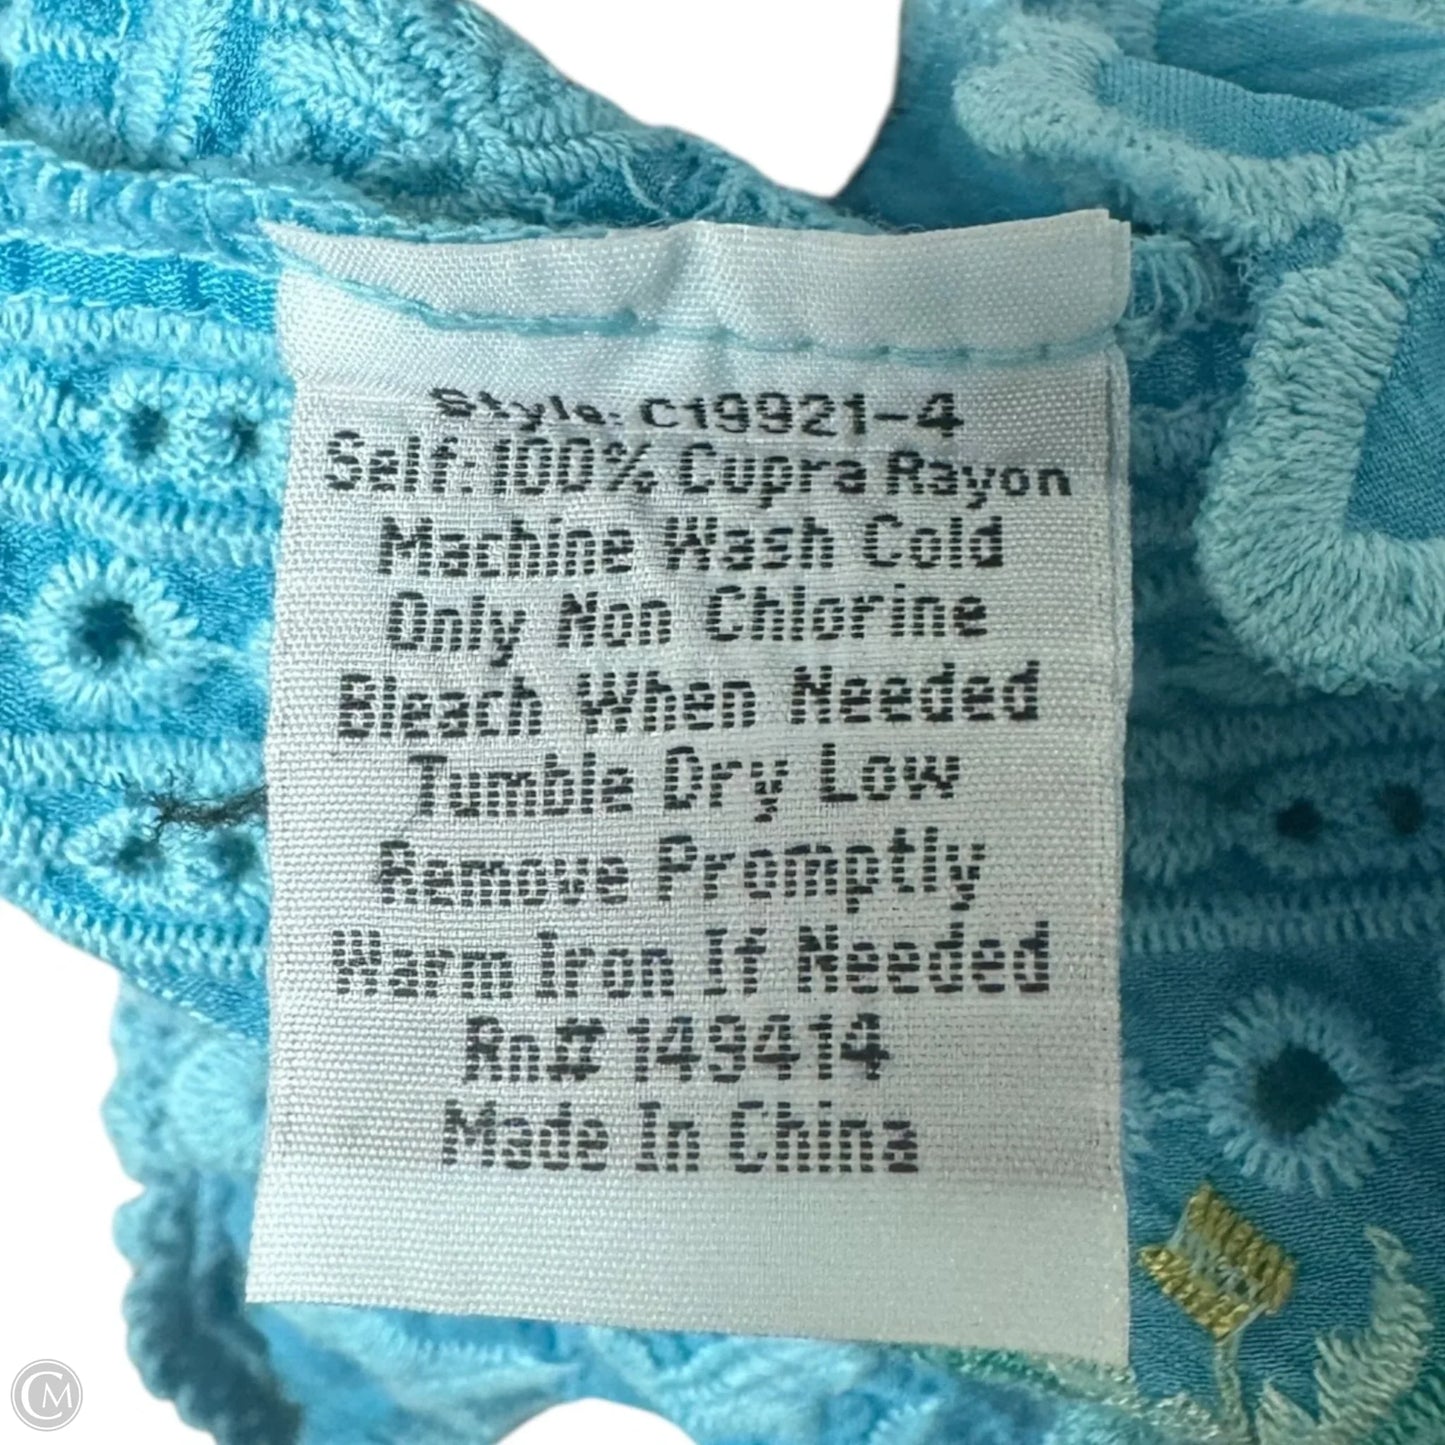 Style: C19921-4
Self: 100% Cupra Rayon
Machine Wash Cold
Only Non Chlorine
Bleach When Needed
Tumble Dry Low
Remove Promptly
Warm Iron If Needed
Rn# 149414
Made In China
CM